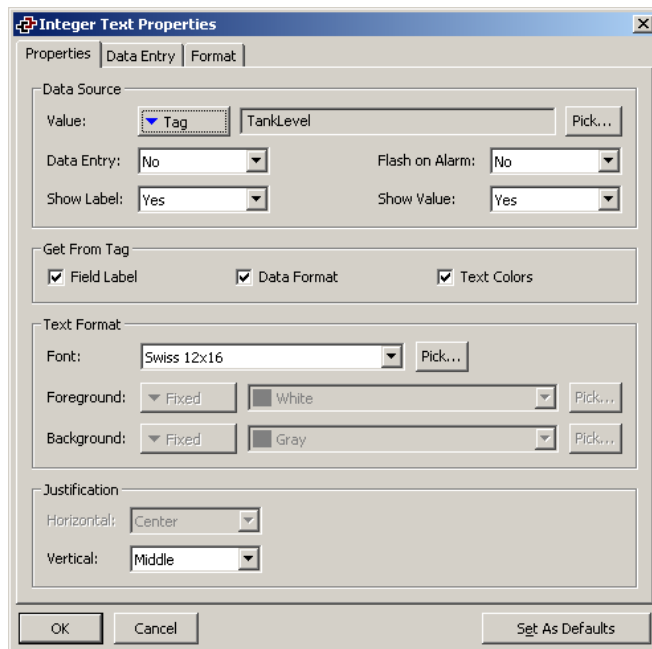 Integer Text Properties
Properties Data Entry Format
Data Source
Value: Tag TankLevel Pick...
Data Entry: No Flash on Alarm: No
Show Label: Yes Show Value: Yes
Get From Tag
Field Label Data Format Text Colors
Text Format
Font: Swiss 12x16 Pick...
Foreground: Fixed White Pick...
Background: Fixed Gray Pick...
Justification
Horizontal: Center
Vertical: Middle
OK Cancel Set As Defaults